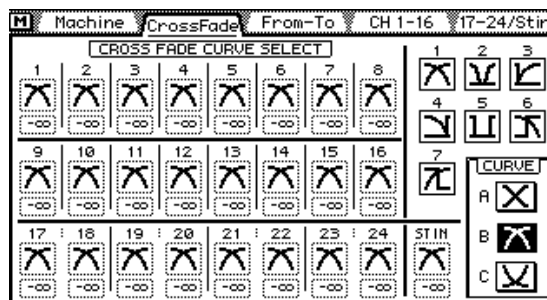 M Machine CrossFade From-To CH 1-16 17-24/Stir
CROSS FADE CURVE SELECT
1 2 3 4 5 6 7 8
-∞ -∞ -∞ -∞ -∞ -∞ -∞ -∞
9 10 11 12 13 14 15 16
-∞ -∞ -∞ -∞ -∞ -∞ -∞ -∞
17 : 18 19 : 20 21 : 22 23 : 24 ST IN
-∞ -∞ -∞ -∞ -∞ -∞ -∞ -∞ -∞
1 2 3
4 5 6
7
CURVE
A
B
C